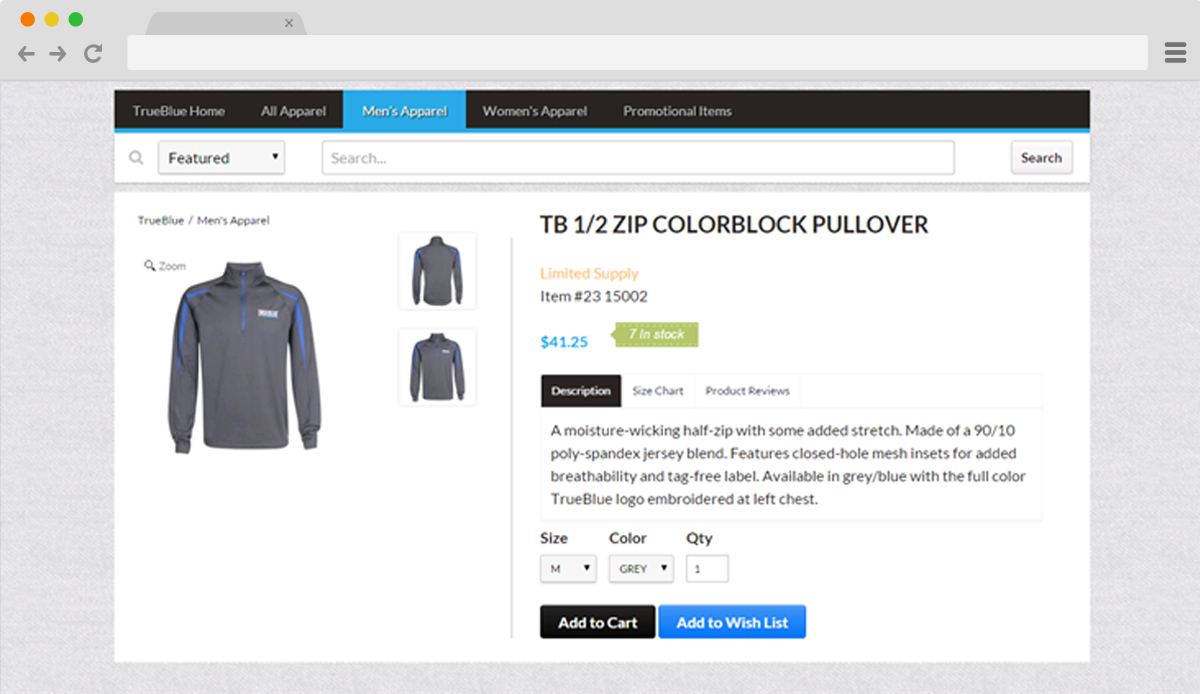 TrueBlue Home
All Apparel
Men's Apparel
Women's Apparel
Promotional Items
Featured
Search...
Search
TrueBlue / Men's Apparel
Zoom
TB 1/2 ZIP COLORBLOCK PULLOVER
Limited Supply
Item #23 15002
$41.25
7 In stock
Description
Size Chart
Product Reviews
A moisture-wicking half-zip with some added stretch. Made of a 90/10
poly-spandex jersey blend. Features closed-hole mesh insets for added
breathability and tag-free label. Available in grey/blue with the full color
TrueBlue logo embroidered at left chest.
Size
Color
Qty
M
GREY
1
Add to Cart
Add to Wish List